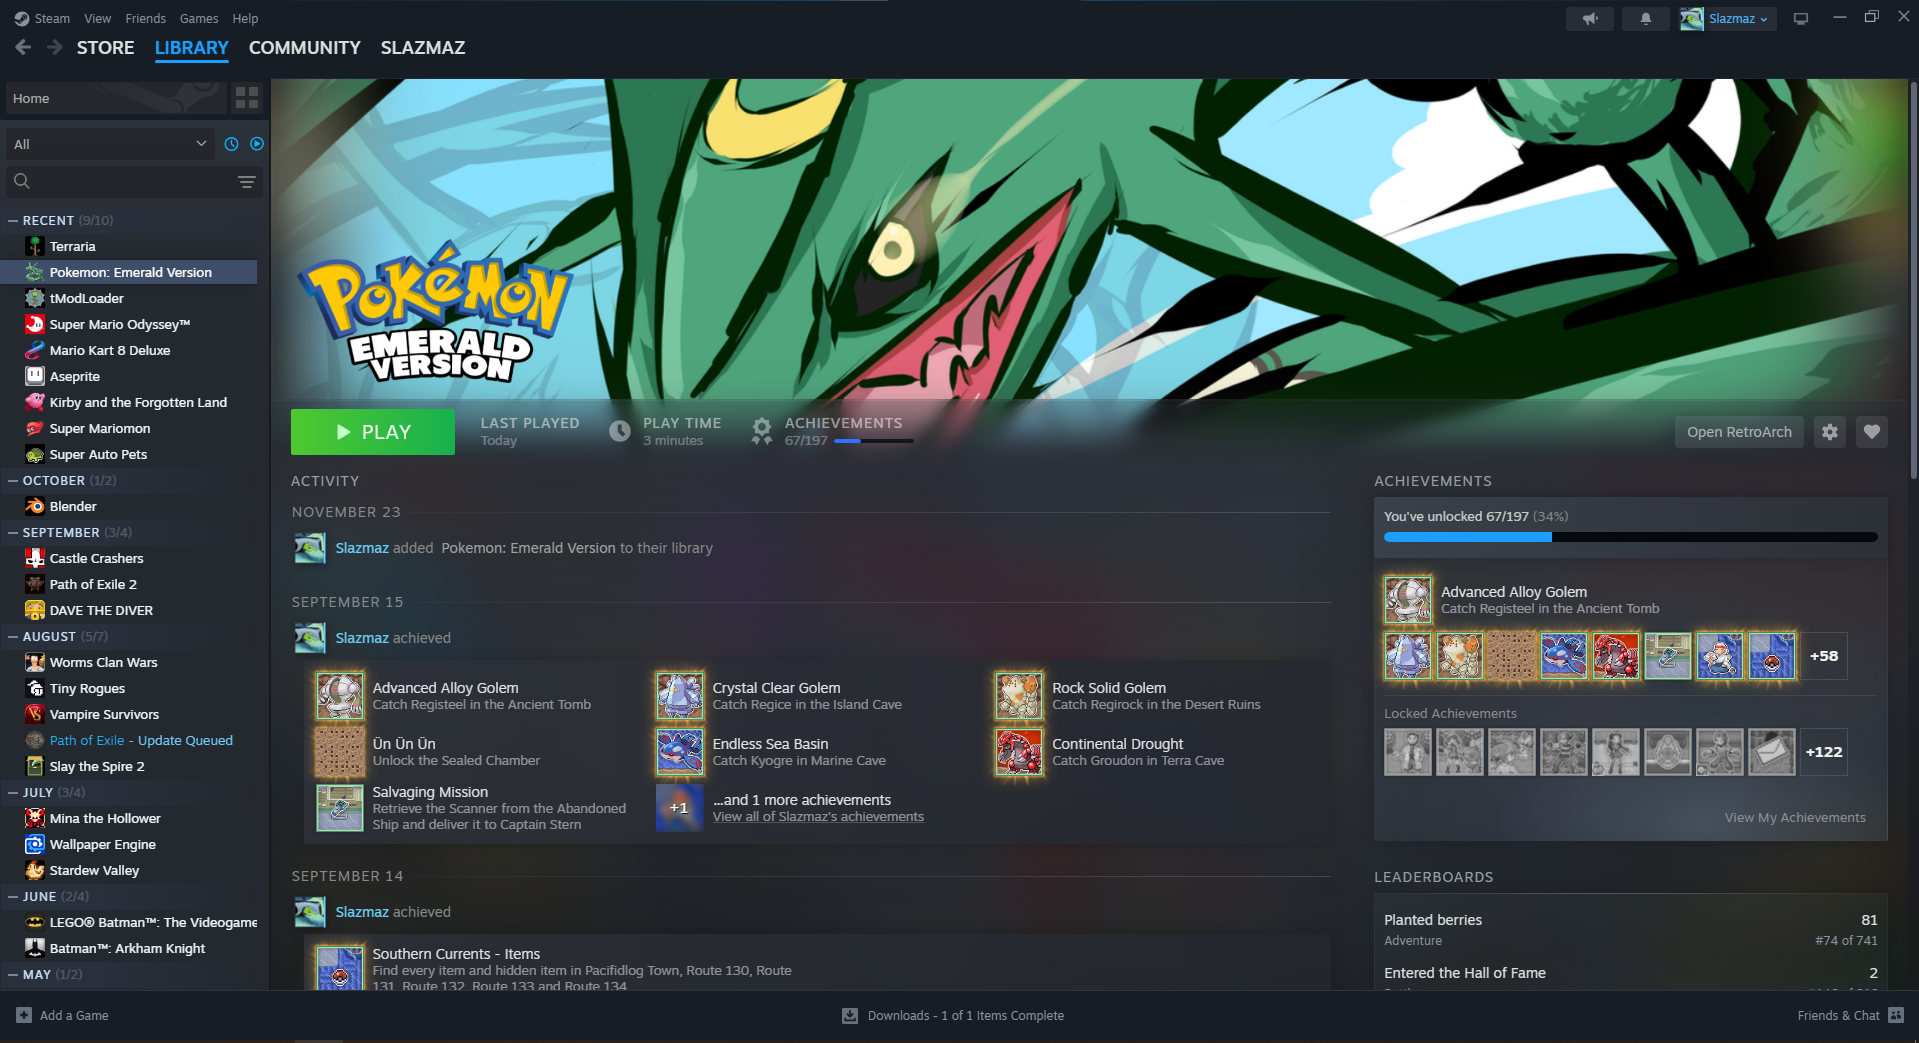 Steam View Friends Games Help
Slazmaz
STORE LIBRARY COMMUNITY SLAZMAZ
Home
All
RECENT (9/10)
Terraria
Pokemon: Emerald Version
tModLoader
Super Mario Odyssey™
Mario Kart 8 Deluxe
Aseprite
Kirby and the Forgotten Land
Super Mariomon
Super Auto Pets
OCTOBER (1/2)
Blender
SEPTEMBER (3/4)
Castle Crashers
Path of Exile 2
DAVE THE DIVER
AUGUST (5/7)
Worms Clan Wars
Tiny Rogues
Vampire Survivors
Path of Exile - Update Queued
Slay the Spire 2
JULY (3/4)
Mina the Hollower
Wallpaper Engine
Stardew Valley
JUNE (2/4)
LEGO® Batman™: The Videogame
Batman™: Arkham Knight
MAY (1/2)
POKéMON
EMERALD
VERSION
PLAY
LAST PLAYED
Today
PLAY TIME
3 minutes
ACHIEVEMENTS
67/197
Open RetroArch
ACTIVITY
NOVEMBER 23
Slazmaz added Pokemon: Emerald Version to their library
SEPTEMBER 15
Slazmaz achieved
Advanced Alloy Golem
Catch Registeel in the Ancient Tomb
Crystal Clear Golem
Catch Regice in the Island Cave
Rock Solid Golem
Catch Regirock in the Desert Ruins
Ün Ün Ün
Unlock the Sealed Chamber
Endless Sea Basin
Catch Kyogre in Marine Cave
Continental Drought
Catch Groudon in Terra Cave
Salvaging Mission
Retrieve the Scanner from the Abandoned
Ship and deliver it to Captain Stern
+1
...and 1 more achievements
View all of Slazmaz's achievements
SEPTEMBER 14
Slazmaz achieved
Southern Currents - Items
Find every item and hidden item in Pacifidlog Town, Route 130, Route
131, Route 132, Route 133 and Route 134
ACHIEVEMENTS
You've unlocked 67/197 (34%)
Advanced Alloy Golem
Catch Registeel in the Ancient Tomb
+58
Locked Achievements
+122
View My Achievements
LEADERBOARDS
Planted berries 81
Adventure #74 of 741
Entered the Hall of Fame 2
Add a Game
Downloads - 1 of 1 Items Complete
Friends & Chat